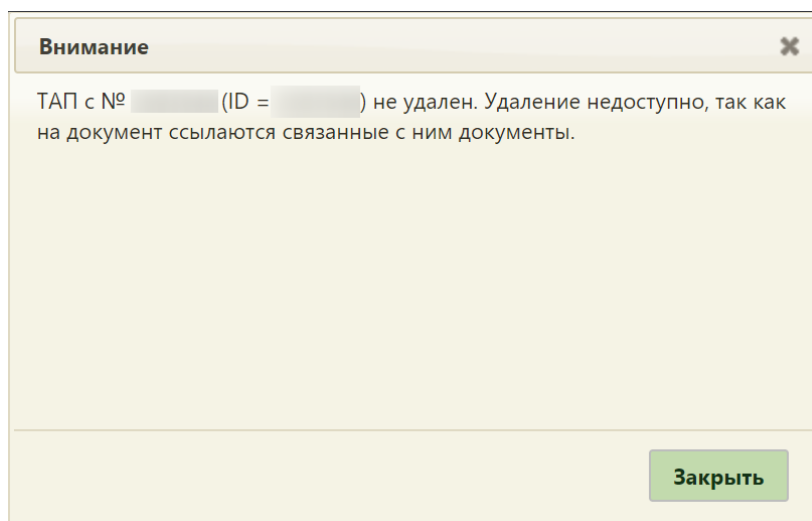 Внимание
ТАП с № (ID = ) не удален. Удаление недоступно, так как
на документ ссылаются связанные с ним документы.
Закрыть